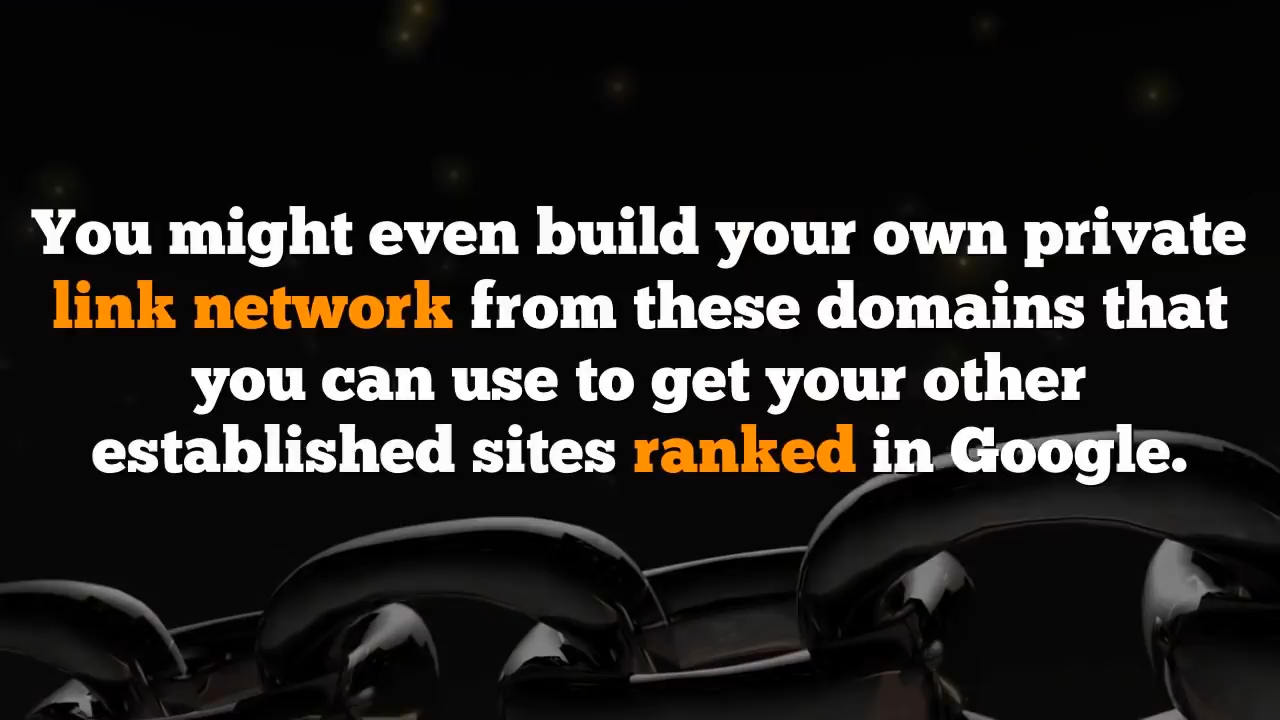 You might even build your own private
link network from these domains that
you can use to get your other
established sites ranked in Google.